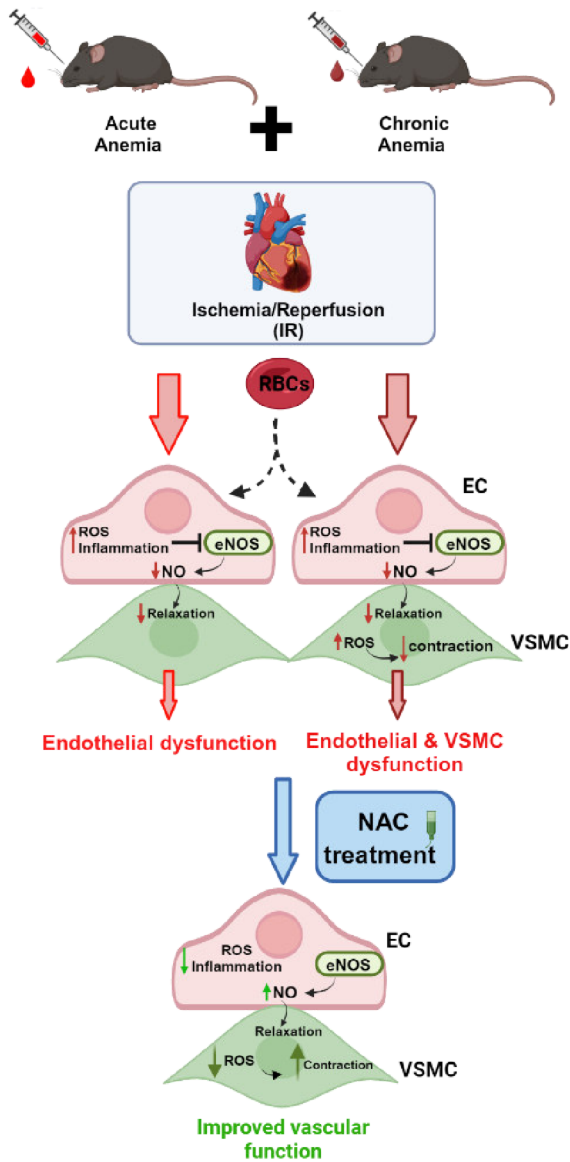 Acute
Anemia
Chronic
Anemia
Ischemia/Reperfusion
(IR)
RBCs
EC
ROS
Inflammation
eNOS
NO
Relaxation
ROS
Inflammation
eNOS
NO
Relaxation
ROS
contraction
VSMC
Endothelial dysfunction
Endothelial & VSMC
dysfunction
NAC
treatment
EC
ROS
Inflammation
eNOS
NO
Relaxation
ROS
Contraction
VSMC
Improved vascular
function